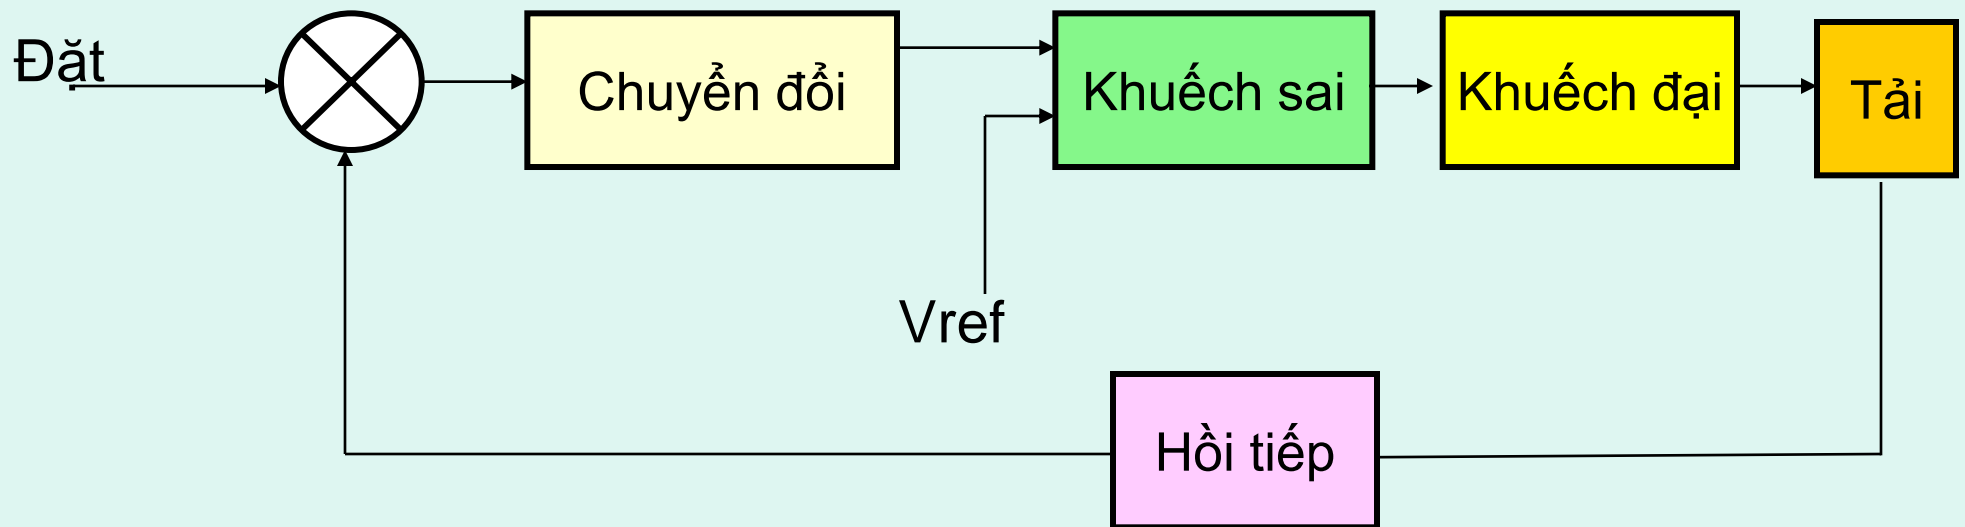 Đặt
Chuyển đổi
Khuếch sai
Khuếch đại
Tải
Vref
Hồi tiếp